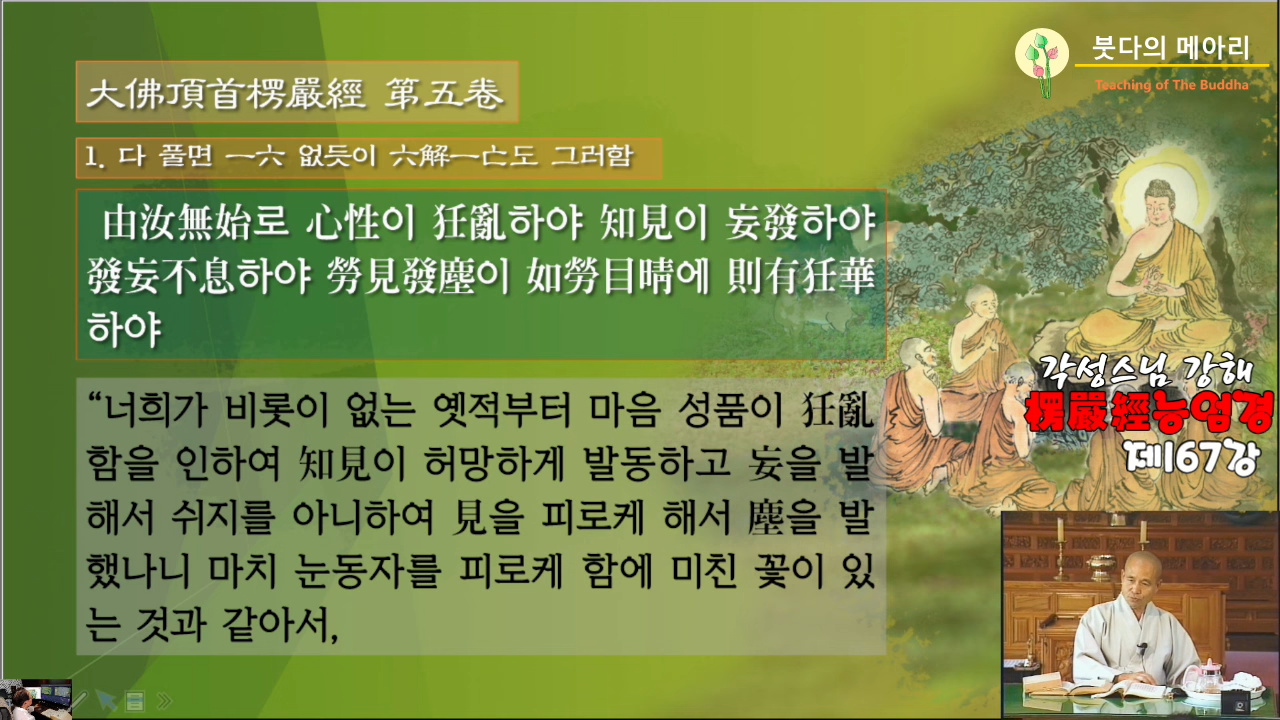 붓다의 메아리
Teaching of The Buddha
大佛頂首楞嚴經 第五卷
1. 다 풀면 一六 없듯이 六解一亡도 그러함
由汝無始로 心性이 狂亂하야 知見이 妄發하야
發妄不息하야 勞見發塵이 如勞目睛에 則有狂華
하야
“너희가 비롯이 없는 옛적부터 마음 성품이 狂亂
함을 인하여 知見이 허망하게 발동하고 妄을 발
해서 쉬지를 아니하여 見을 피로케 해서 塵을 발
했나니 마치 눈동자를 피로케 함에 미친 꽃이 있
는 것과 같아서,
각성스님 강해
楞嚴經능엄경
제167강